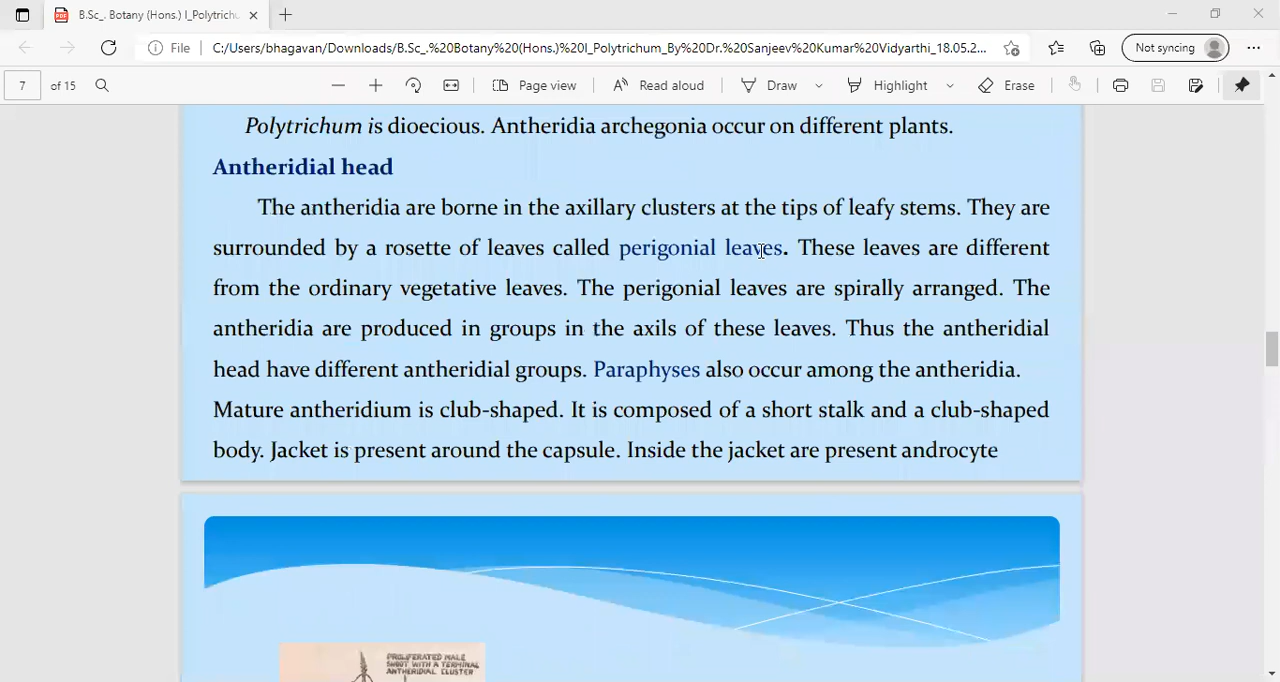 B.Sc_. Botany (Hons.) I_Polytrichu
File
C:/Users/bhagavan/Downloads/B.Sc_.%20Botany%20(Hons.)%20I_Polytrichum_By%20Dr.%20Sanjeev%20Kumar%20Vidyarthi_18.05.2...
Not syncing
7 of 15
Page view
Read aloud
Draw
Highlight
Erase
Polytrichum is dioecious. Antheridia archegonia occur on different plants.
Antheridial head
The antheridia are borne in the axillary clusters at the tips of leafy stems. They are
surrounded by a rosette of leaves called perigonial leaves. These leaves are different
from the ordinary vegetative leaves. The perigonial leaves are spirally arranged. The
antheridia are produced in groups in the axils of these leaves. Thus the antheridial
head have different antheridial groups. Paraphyses also occur among the antheridia.
Mature antheridium is club-shaped. It is composed of a short stalk and a club-shaped
body. Jacket is present around the capsule. Inside the jacket are present androcyte
PROLIFERATED MALE
SHOOT WITH A TERMINAL
ANTHERIDIAL CLUSTER